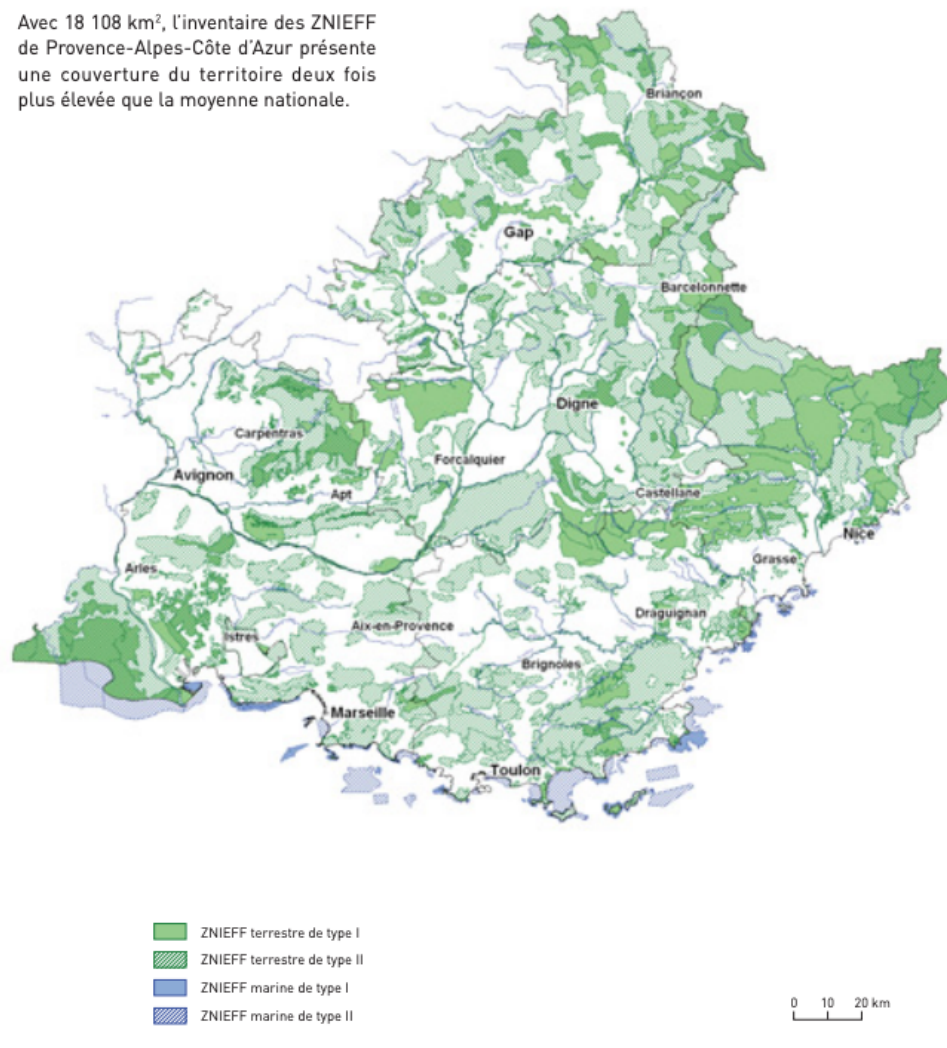 Avec 18 108 km², l'inventaire des ZNIEFF
de Provence-Alpes-Côte d'Azur présente
une couverture du territoire deux fois
plus élevée que la moyenne nationale.
Briançon
Gap
Barcelonnette
Digne
Carpentras
Forcalquier
Avignon
Apt
Castellane
Nice
Grasse
Arles
Draguignan
Aix-en-Provence
Istres
Brignoles
Marseille
Toulon
ZNIEFF terrestre de type I
ZNIEFF terrestre de type II
ZNIEFF marine de type I
ZNIEFF marine de type II
0 10 20 km